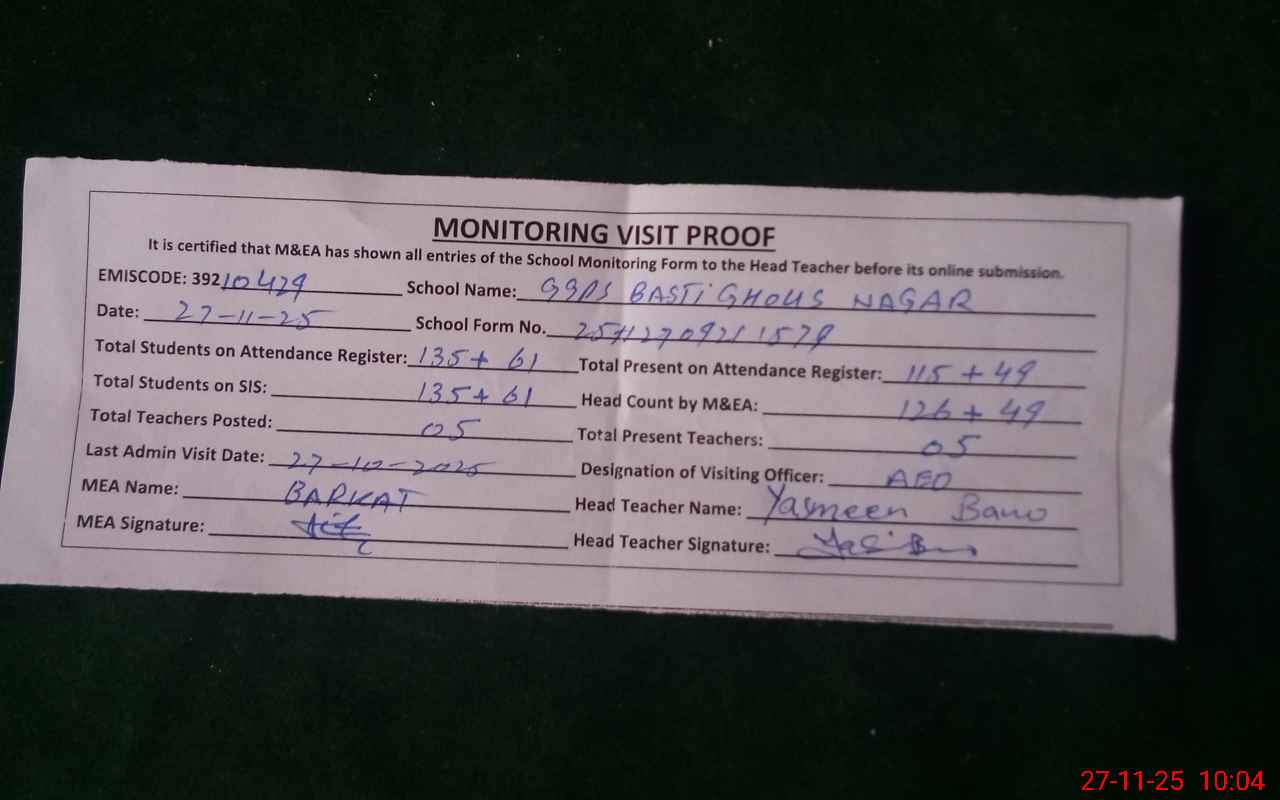 MONITORING VISIT PROOF
It is certified that M&EA has shown all entries of the School Monitoring Form to the Head Teacher before its online submission.
EMISCODE: 39210429 School Name: GGPS BASTI GHOUS NAGAR
Date: 27-11-25 School Form No.
Total Students on Attendance Register: 135+ 61 Total Present on Attendance Register: 115 + 49
Total Students on SIS: 135+ 61 Head Count by M&EA: 126 + 49
Total Teachers Posted: 05 Total Present Teachers: 05
Last Admin Visit Date: 27-10-2025 Designation of Visiting Officer: AEO
MEA Name: BARKAT Head Teacher Name: Yasmeen Bano
MEA Signature: Head Teacher Signature:
27-11-25 10:04